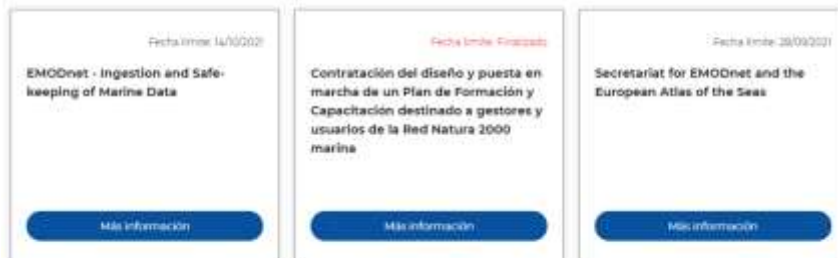 Fecha límite: 14/10/2021
EMODnet - Ingestion and Safe-
keeping of Marine Data
Más información
Fecha límite: Finalizado
Contratación del diseño y puesta en
marcha de un Plan de Formación y
Capacitación destinado a gestores y
usuarios de la Red Natura 2000
marina
Más información
Fecha límite: 28/09/2021
Secretariat for EMODnet and the
European Atlas of the Seas
Más información